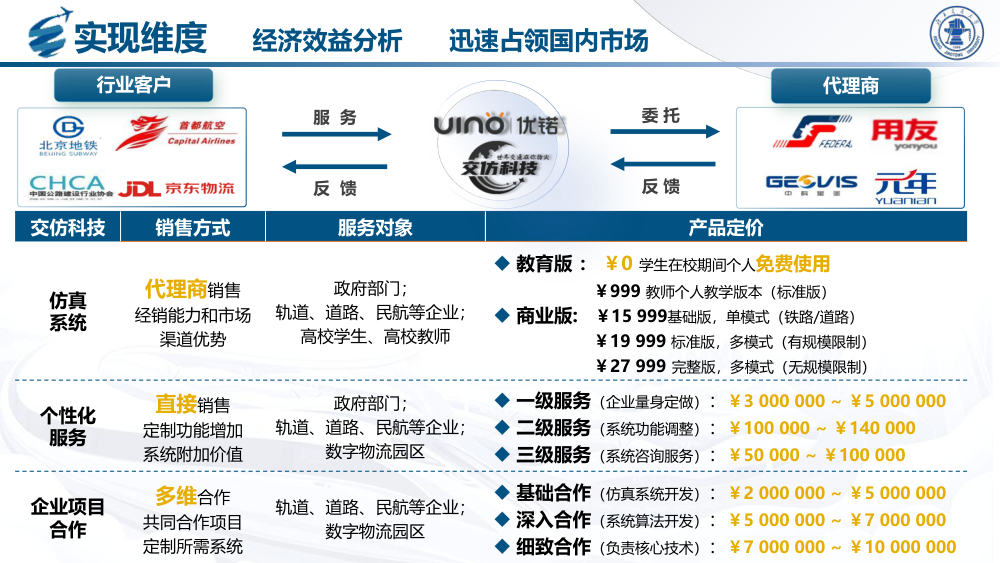 实现维度
经济效益分析
迅速占领国内市场
行业客户
代理商
北京地铁
BEIJING SUBWAY
首都航空
Capital Airlines
CHCA
中国公路建设行业协会
JDL 京东物流
服 务
反 馈
UINO 优锘
交仿科技
委托
反馈
FEDERA.
用友
yonyou
GEOVIS
中科星图
元年
YUANIAN
交仿科技 销售方式 服务对象 产品定价
仿真
系统
代理商销售
经销能力和市场
渠道优势
政府部门；
轨道、道路、民航等企业；
高校学生、高校教师
◆ 教育版： ￥0 学生在校期间个人免费使用
￥999 教师个人教学版本（标准版）
◆ 商业版: ￥15 999基础版，单模式（铁路/道路）
￥19 999 标准版，多模式（有规模限制）
￥27 999 完整版，多模式（无规模限制）
个性化
服务
直接销售
定制功能增加
系统附加价值
政府部门；
轨道、道路、民航等企业；
数字物流园区
◆ 一级服务（企业量身定做）： ￥3 000 000 ~ ￥5 000 000
◆ 二级服务（系统功能调整）： ￥100 000 ~ ￥140 000
◆ 三级服务（系统咨询服务）： ￥50 000 ~ ￥100 000
企业项目
合作
多维合作
共同合作项目
定制所需系统
轨道、道路、民航等企业；
数字物流园区
◆ 基础合作（仿真系统开发）： ￥2 000 000 ~ ￥5 000 000
◆ 深入合作（系统算法开发）： ￥5 000 000 ~ ￥7 000 000
◆ 细致合作（负责核心技术）： ￥7 000 000 ~ ￥10 000 000